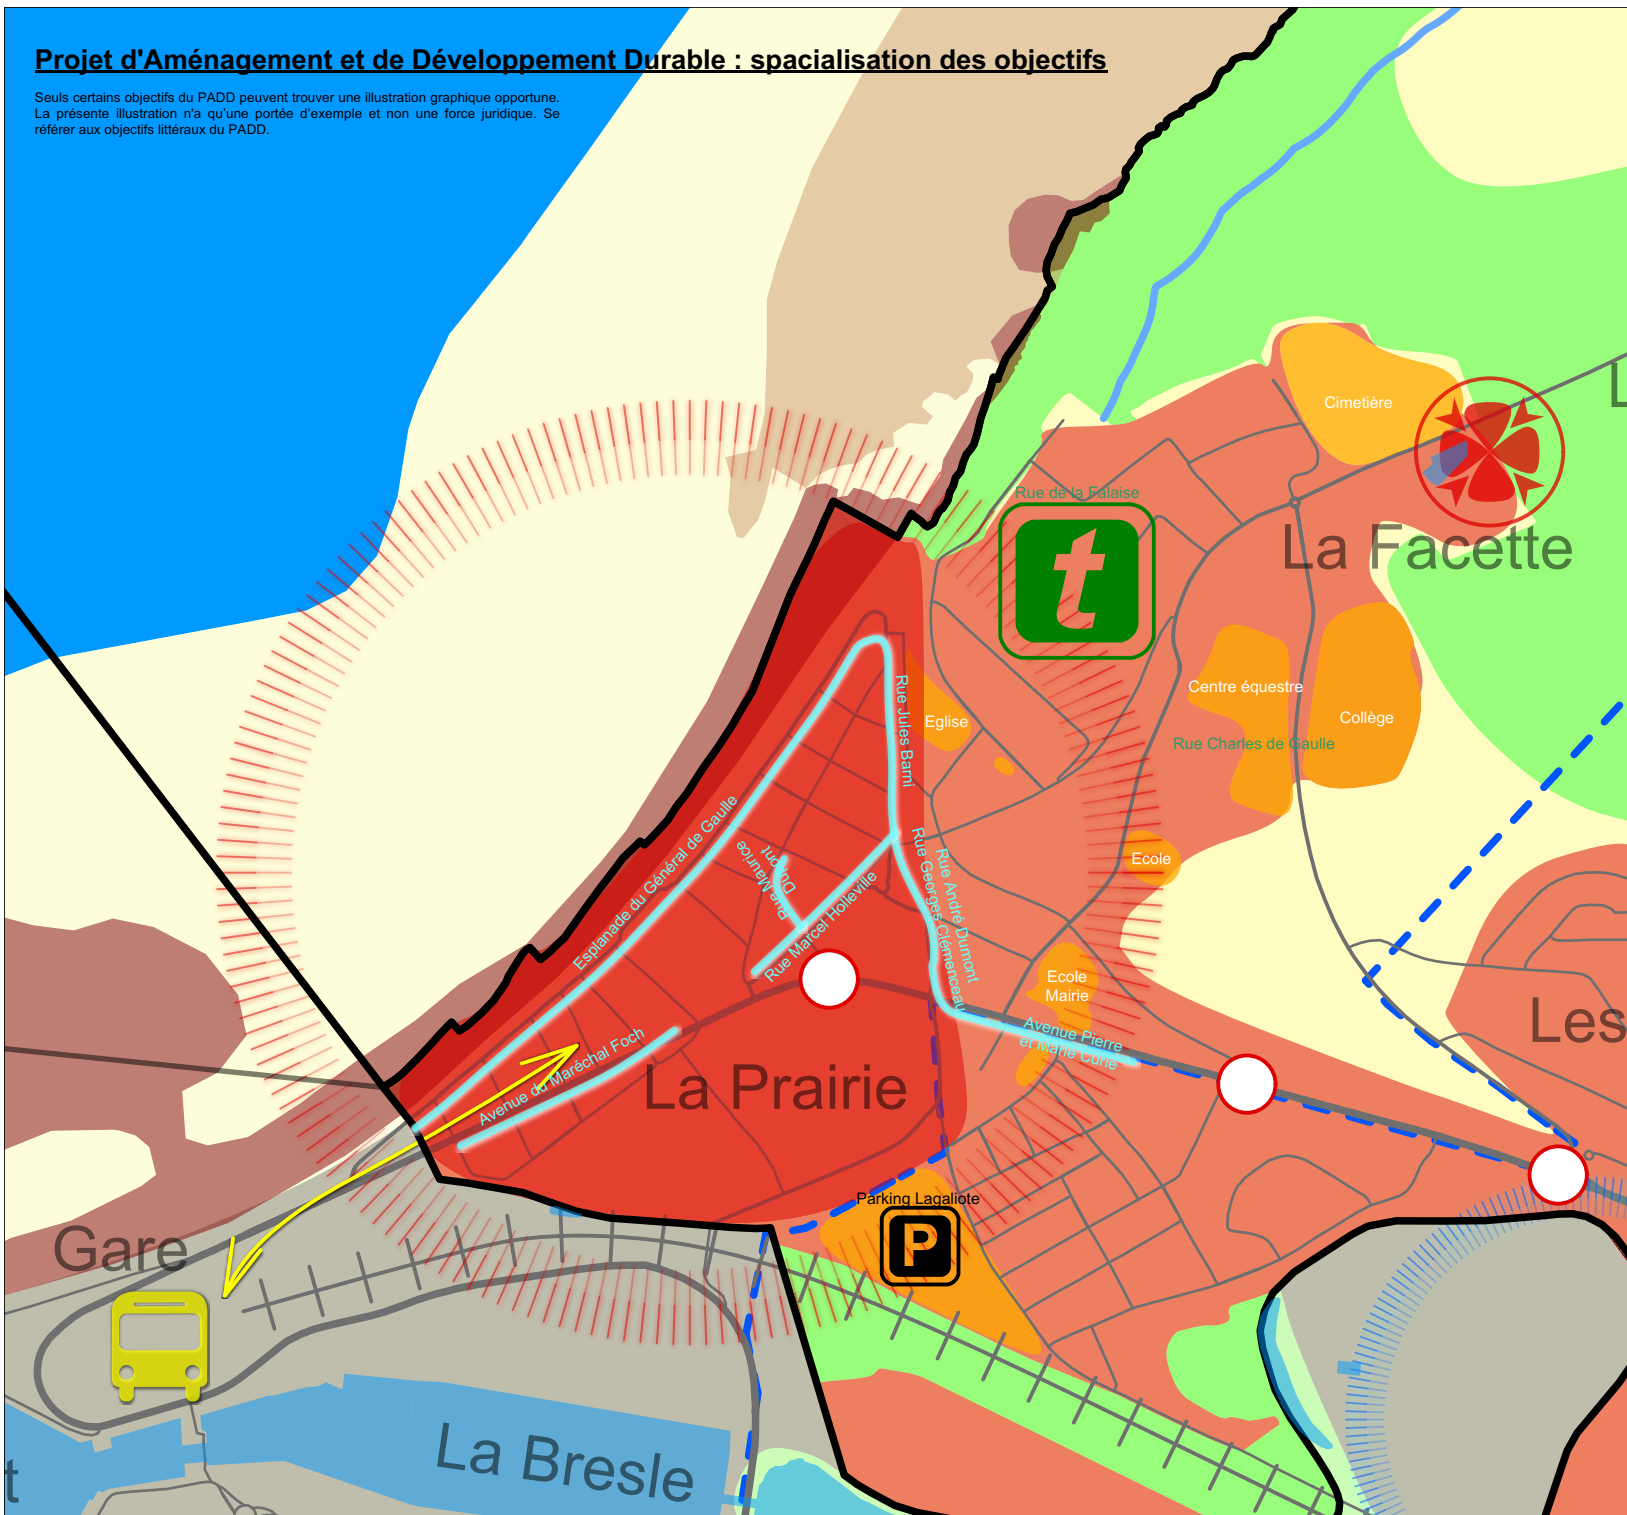 Projet d'Aménagement et de Développement Durable : spacialisation des objectifs
Seuls certains objectifs du PADD peuvent trouver une illustration graphique opportune.
La présente illustration n'a qu'une portée d'exemple et non une force juridique. Se
référer aux objectifs littéraux du PADD.
L
Cimetière
Rue de la Falaise
t
La Facette
Centre équestre
Collège
Rue Charles de Gaulle
Eglise
Rue Jules Barni
Esplanade du Général de Gaulle
Rue Maurice
Dupont
Rue Marcel Holleville
Rue André Dumont
Rue Georges Clémenceau
Ecole
Ecole
Mairie
Les
Avenue Pierre
et Marie Curie
Avenue du Maréchal Foch
La Prairie
Parking Lagaliote
P
Gare
La Bresle
t